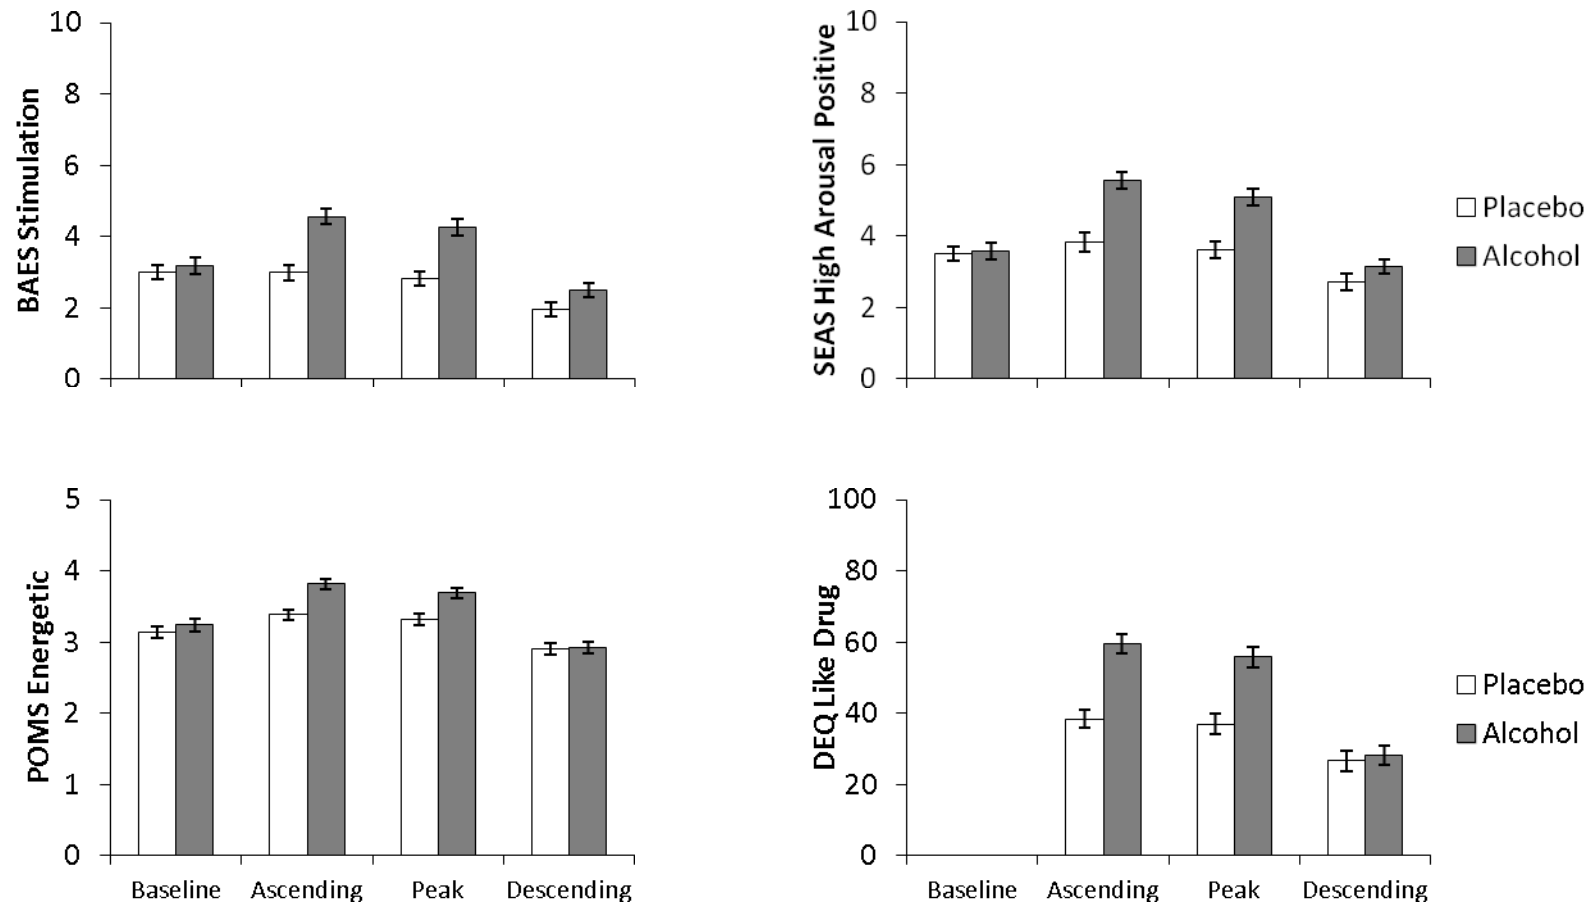 BAES Stimulation
10
8
6
4
2
0
SEAS High Arousal Positive
10
8
6
4
2
0
Placebo
Alcohol
POMS Energetic
5
4
3
2
1
0
Baseline Ascending Peak Descending
DEQ Like Drug
100
80
60
40
20
0
Baseline Ascending Peak Descending
Placebo
Alcohol